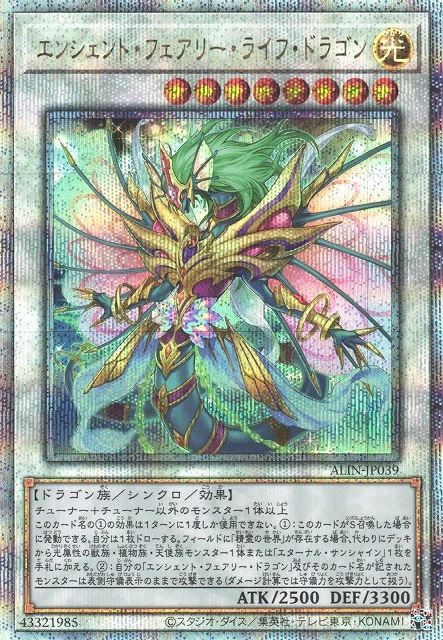 エンシェント・フェアリー・ライフ・ドラゴン
光
ALIN-JP039
【ドラゴン族／シンクロ／効果】
チューナー＋チューナー以外のモンスター1体以上
このカード名の①の効果は1ターンに1度しか使用できない。①：このカードがS召喚した場合
に発動できる。自分は1枚ドローする。フィールドに「精霊の世界」が存在する場合、代わりにデッキ
から光属性の獣族・植物族・天使族モンスター1体または「エターナル・サンシャイン」1枚を
手札に加える。②：自分の「エンシェント・フェアリー・ドラゴン」及びそのカード名が記された
モンスターは表側守備表示のままで攻撃できる（ダメージ計算では守備力を攻撃力として扱う）。
ATK/2500 DEF/3300
43321985
©スタジオ・ダイス／集英社・テレビ東京・KONAMI